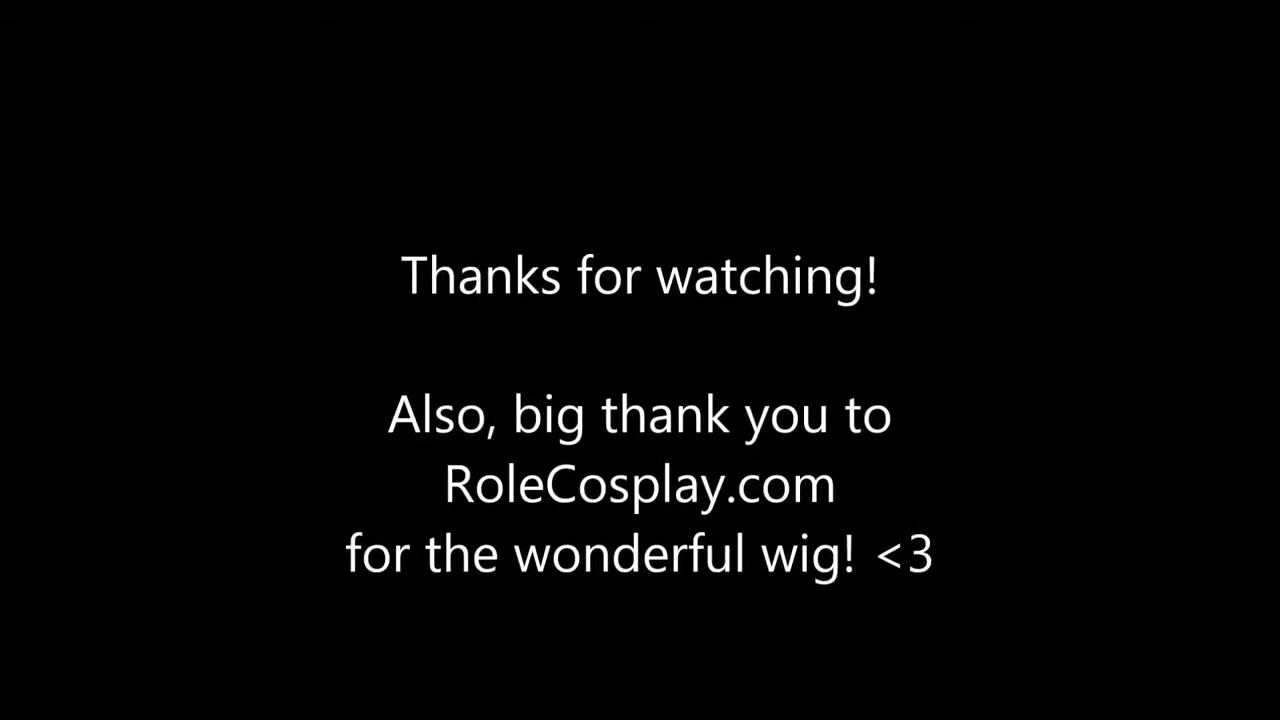 Thanks for watching!
Also, big thank you to
RoleCosplay.com
for the wonderful wig! <3